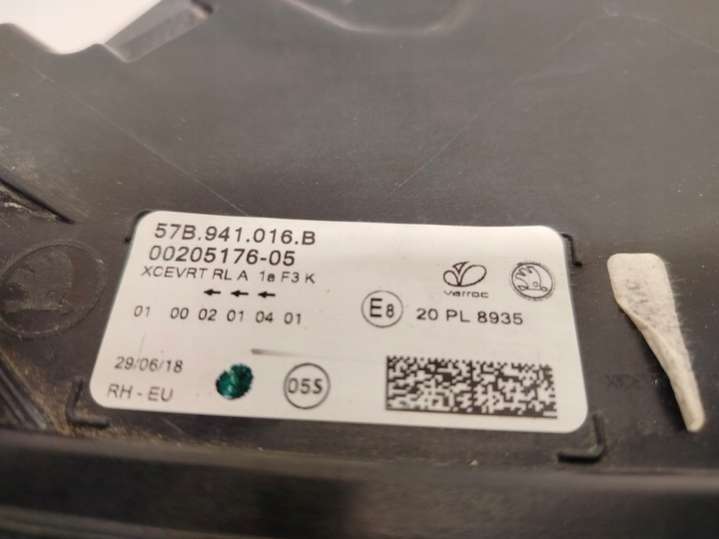 57B.941.016.B
00205176-05
XCEVRT RL A 1a F3 K
01 00 02 01 04 01
29/06/18
RH - EU
05S
varroc
E8
20 PL 8935